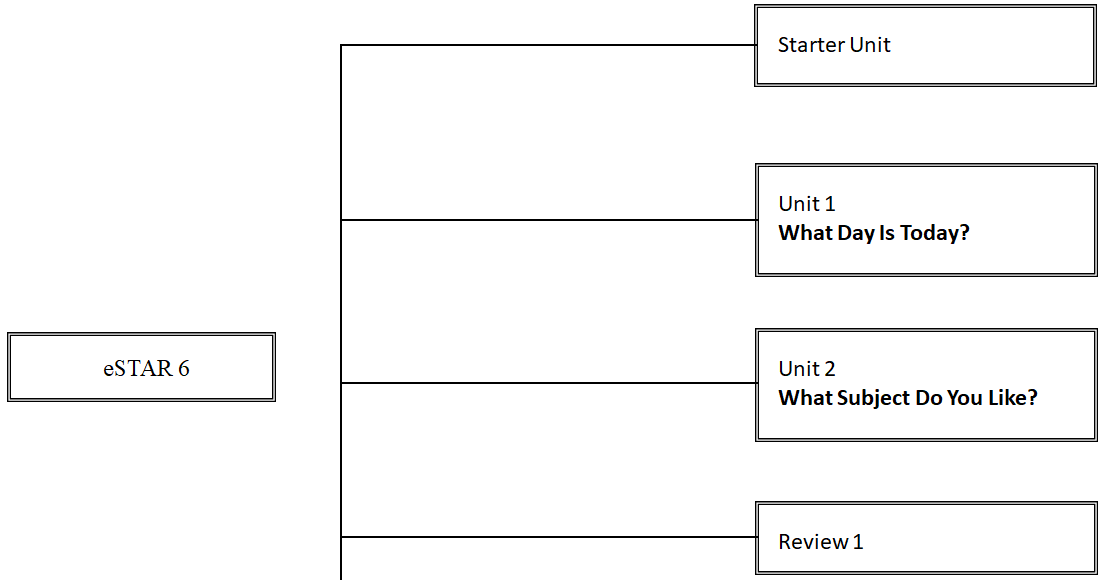 Starter Unit
Unit 1
What Day Is Today?
eSTAR 6
Unit 2
What Subject Do You Like?
Review 1